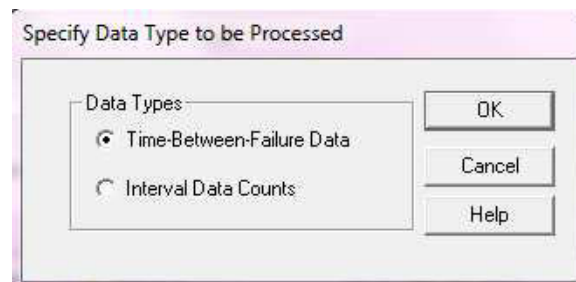 Specify Data Type to be Processed
Data Types
Time-Between-Failure Data
Interval Data Counts
OK
Cancel
Help